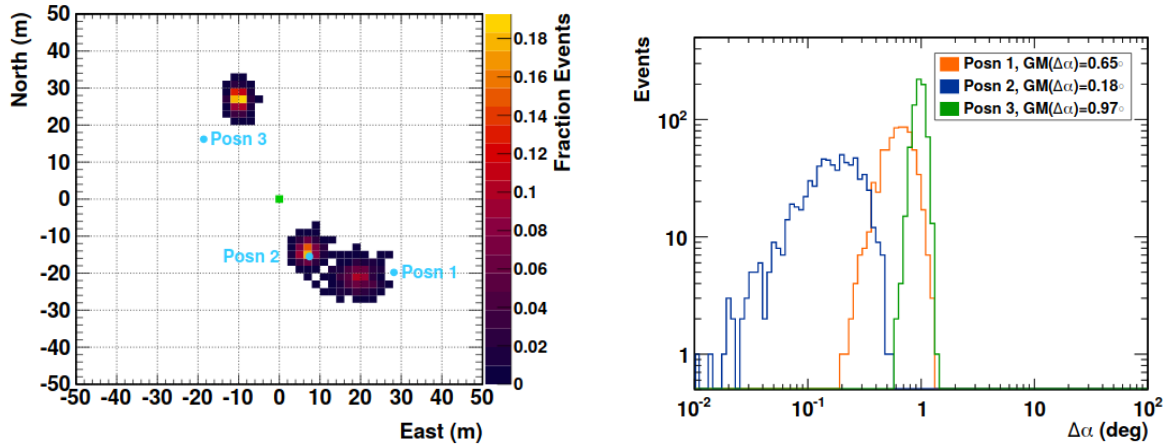 North (m)
50
40
30
20
10
0
-10
-20
-30
-40
-50
-50 -40 -30 -20 -10 0 10 20 30 40 50
East (m)
Posn 3
Posn 2
Posn 1
0.18
0.16
0.14
0.12
0.1
0.08
0.06
0.04
0.02
0
Fraction Events
Events
10²
10
1
10⁻² 10⁻¹ 1 10 10²
Δα (deg)
Posn 1, GM(Δα)=0.65°
Posn 2, GM(Δα)=0.18°
Posn 3, GM(Δα)=0.97°